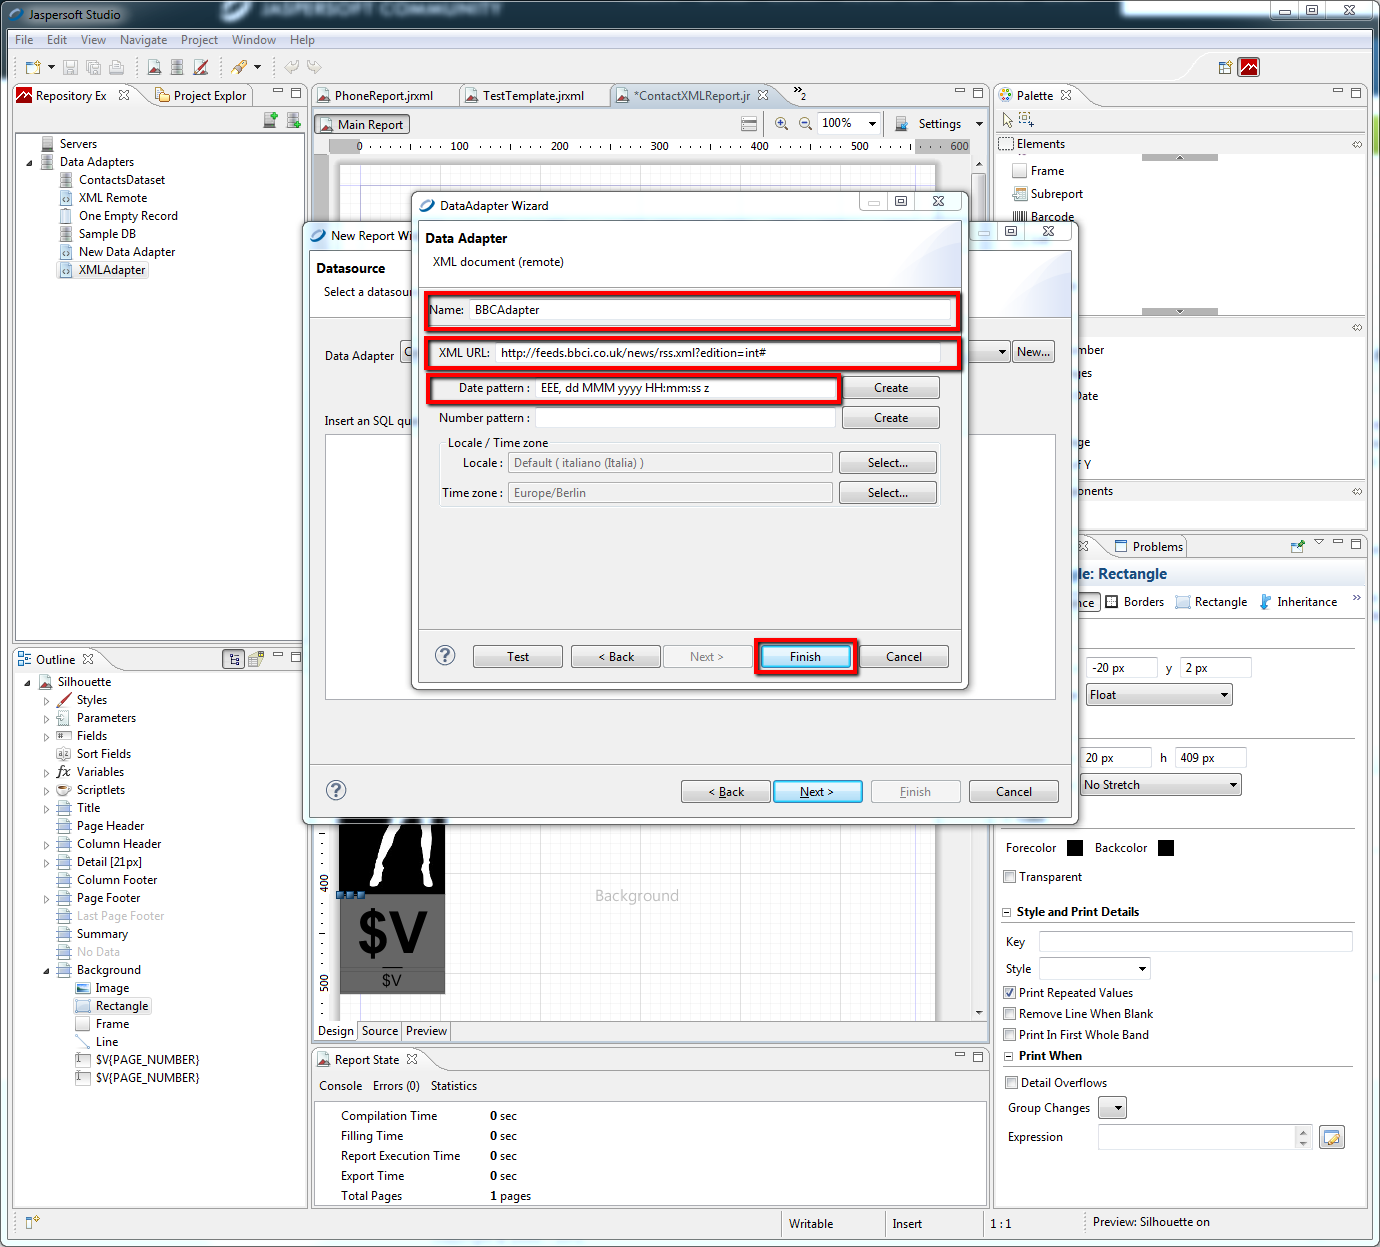 Jaspersoft Studio
JASPERSOFT COMMUNITY
File Edit View Navigate Project Window Help
Repository Ex
Project Explor
Servers
Data Adapters
ContactsDataset
XML Remote
One Empty Record
Sample DB
New Data Adapter
XMLAdapter
PhoneReport.jrxml
TestTemplate.jrxml
*ContactXMLReport.jr
2
Main Report
100%
Settings
0 100 200 300 400 500 600
Palette
Elements
Frame
Subreport
Barcode
New Report Wi
Datasource
Select a datasour
Data Adapter
New...
Insert an SQL qu
DataAdapter Wizard
Data Adapter
XML document (remote)
Name: BBCAdapter
XML URL: http://feeds.bbci.co.uk/news/rss.xml?edition=int#
Date pattern : EEE, dd MMM yyyy HH:mm:ss z
Create
Number pattern :
Create
Locale / Time zone
Locale : Default ( italiano (Italia) )
Select...
Time zone : Europe/Berlin
Select...
Test
< Back
Next >
Finish
Cancel
< Back
Next >
Finish
Cancel
umber
ges
Date
ge
f Y
onents
Problems
le: Rectangle
nce
Borders
Rectangle
Inheritance
-20 px y 2 px
Float
20 px h 409 px
No Stretch
Forecolor
Backcolor
Transparent
Style and Print Details
Key
Style
Print Repeated Values
Remove Line When Blank
Print In First Whole Band
Print When
Detail Overflows
Group Changes
Expression
Outline
Silhouette
Styles
Parameters
Fields
Sort Fields
Variables
Scriptlets
Title
Page Header
Column Header
Detail [21px]
Column Footer
Page Footer
Last Page Footer
Summary
No Data
Background
Image
Rectangle
Frame
Line
$V{PAGE_NUMBER}
$V{PAGE_NUMBER}
400
500
Background
$V
$V
Design Source Preview
Report State
Console Errors (0) Statistics
Compilation Time 0 sec
Filling Time 0 sec
Report Execution Time 0 sec
Export Time 0 sec
Total Pages 1 pages
Writable
Insert
1 : 1
Preview: Silhouette on